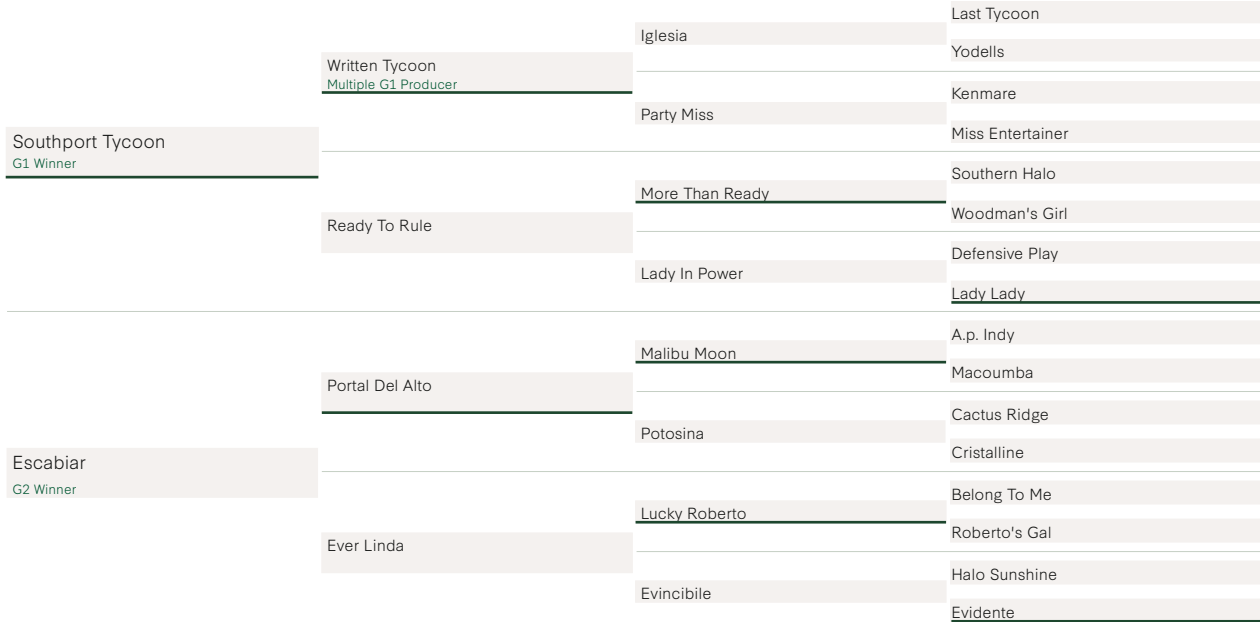 Southport Tycoon
G1 Winner
Escabiar
G2 Winner
Written Tycoon
Multiple G1 Producer
Ready To Rule
Portal Del Alto
Ever Linda
Iglesia
Party Miss
More Than Ready
Lady In Power
Malibu Moon
Potosina
Lucky Roberto
Evincibile
Last Tycoon
Yodells
Kenmare
Miss Entertainer
Southern Halo
Woodman's Girl
Defensive Play
Lady Lady
A.p. Indy
Macoumba
Cactus Ridge
Cristalline
Belong To Me
Roberto's Gal
Halo Sunshine
Evidente